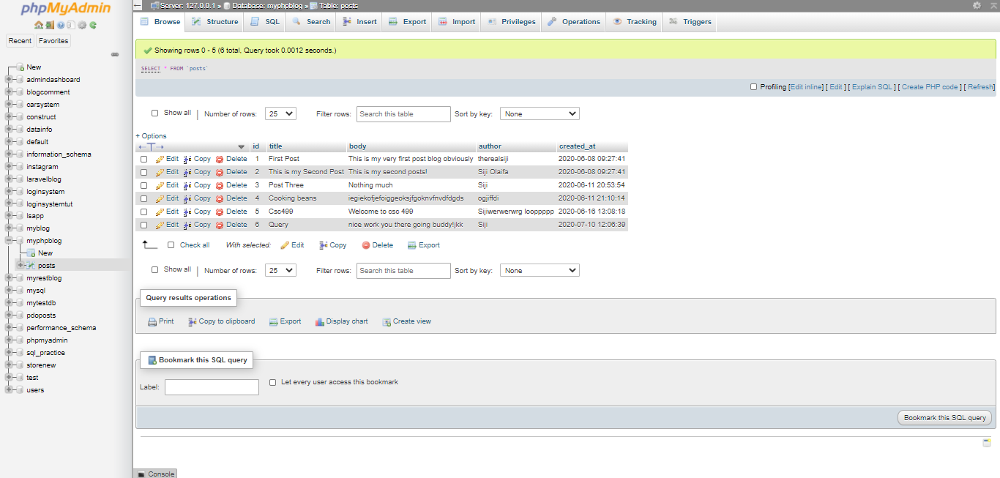 phpMyAdmin
Recent Favorites
New
admindashboard
blogcomment
carsystem
construct
datainfo
default
information_schema
instagram
laravelblog
loginsystem
loginsystemtut
lsapp
myblog
myphpblog
New
posts
myrestblog
mysql
mytestdb
pdoposts
performance_schema
phpmyadmin
sql_practice
storenew
test
users
Server: 127.0.0.1 » Database: myphpblog » Table: posts
Browse Structure SQL Search Insert Export Import Privileges Operations Tracking Triggers
Showing rows 0 - 5 (6 total, Query took 0.0012 seconds.)
SELECT * FROM `posts`
Profiling [Edit inline] [ Edit ] [ Explain SQL ] [ Create PHP code ] [ Refresh]
Show all | Number of rows: 25 Filter rows: Search this table Sort by key: None
+ Options
←T→ id title body author created_at
Edit Copy Delete 1 First Post This is my very first post blog obviously therealsiji 2020-06-08 09:27:41
Edit Copy Delete 2 This is my Second Post This is my second posts! Siji Olaifa 2020-06-08 09:27:41
Edit Copy Delete 3 Post Three Nothing much Siji 2020-06-11 20:53:54
Edit Copy Delete 4 Cooking beans iegiekofjefoiggeoksjfgoknvfnvdfdgds ogjiffdi 2020-06-11 21:10:14
Edit Copy Delete 5 Csc499 Welcome to csc 499 Sijiwerwerwrg looppppp 2020-06-16 13:08:18
Edit Copy Delete 6 Query nice work you there going buddy!jkk Siji 2020-07-10 12:06:39
Check all With selected: Edit Copy Delete Export
Show all | Number of rows: 25 Filter rows: Search this table Sort by key: None
Query results operations
Print Copy to clipboard Export Display chart Create view
Bookmark this SQL query
Label: Let every user access this bookmark
Bookmark this SQL query
Console